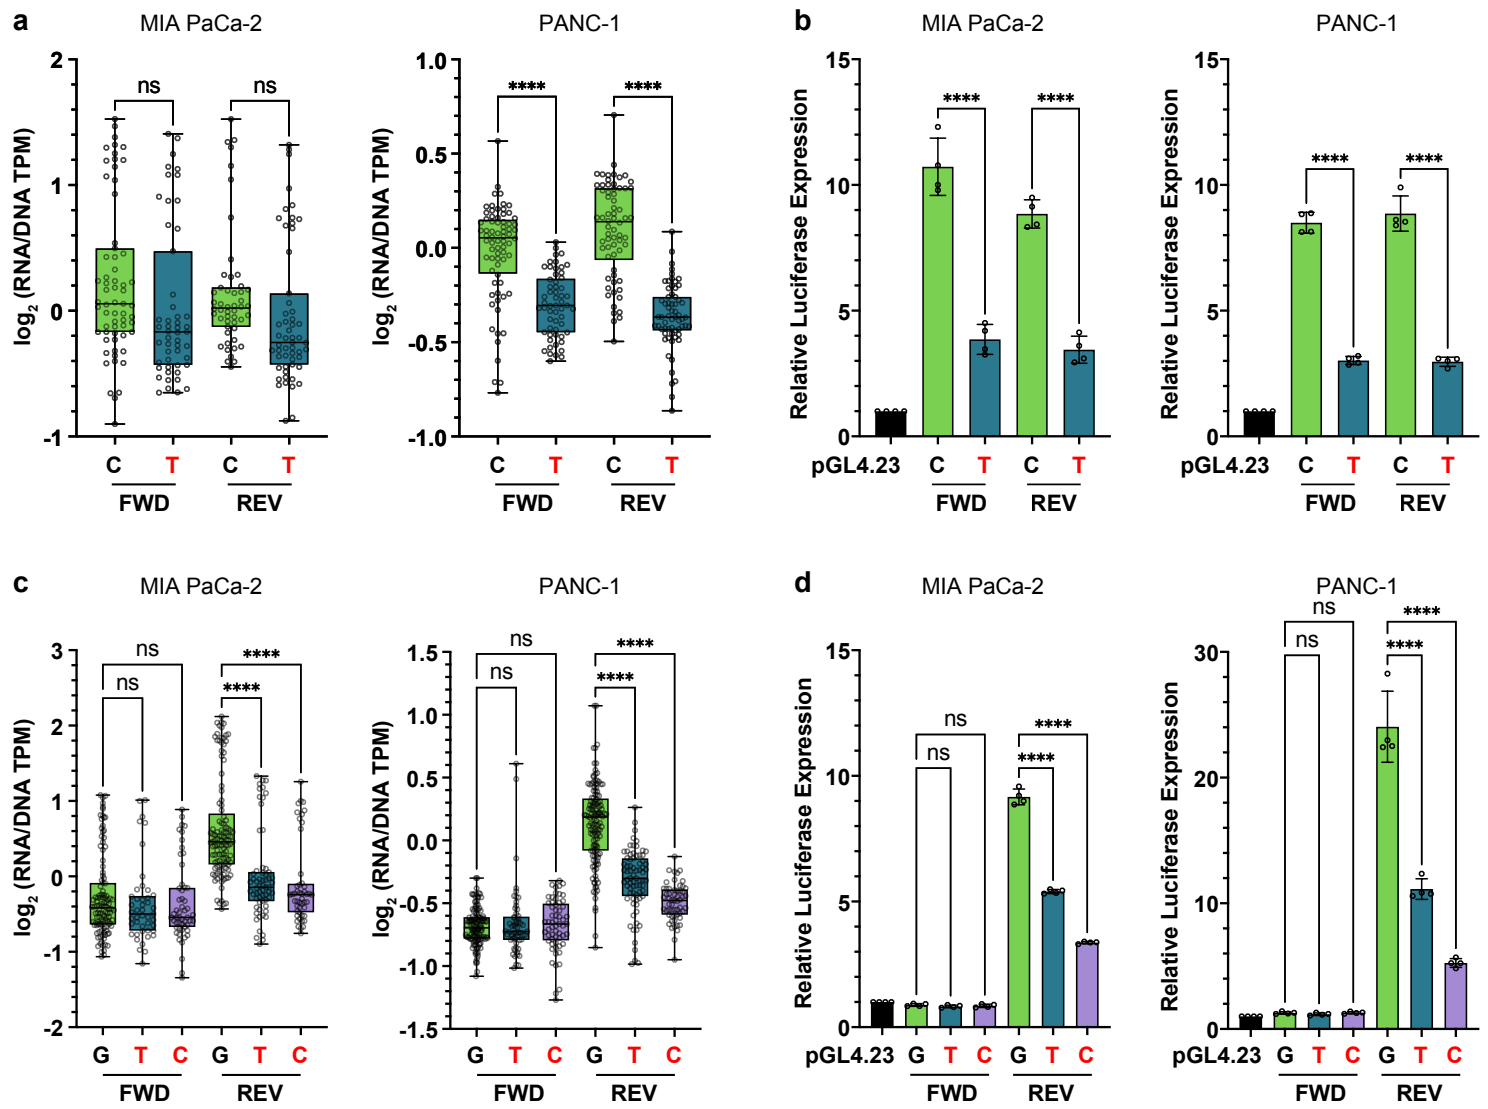 a
MIA PaCa-2
PANC-1
log2 (RNA/DNA TPM)
2
1
0
-1
ns
ns
C
T
C
T
FWD
REV
log2 (RNA/DNA TPM)
1.0
0.5
0.0
-0.5
-1.0
****
****
C
T
C
T
FWD
REV
b
MIA PaCa-2
PANC-1
Relative Luciferase Expression
15
10
5
0
****
****
pGL4.23
C
T
C
T
FWD
REV
Relative Luciferase Expression
15
10
5
0
****
****
pGL4.23
C
T
C
T
FWD
REV
c
MIA PaCa-2
PANC-1
log2 (RNA/DNA TPM)
3
2
1
0
-1
-2
ns
ns
****
****
G
T
C
G
T
C
FWD
REV
log2 (RNA/DNA TPM)
1.5
1.0
0.5
0.0
-0.5
-1.0
-1.5
ns
ns
****
****
G
T
C
G
T
C
FWD
REV
d
MIA PaCa-2
PANC-1
Relative Luciferase Expression
15
10
5
0
ns
ns
****
****
pGL4.23
G
T
C
G
T
C
FWD
REV
Relative Luciferase Expression
30
20
10
0
ns
ns
****
****
pGL4.23
G
T
C
G
T
C
FWD
REV